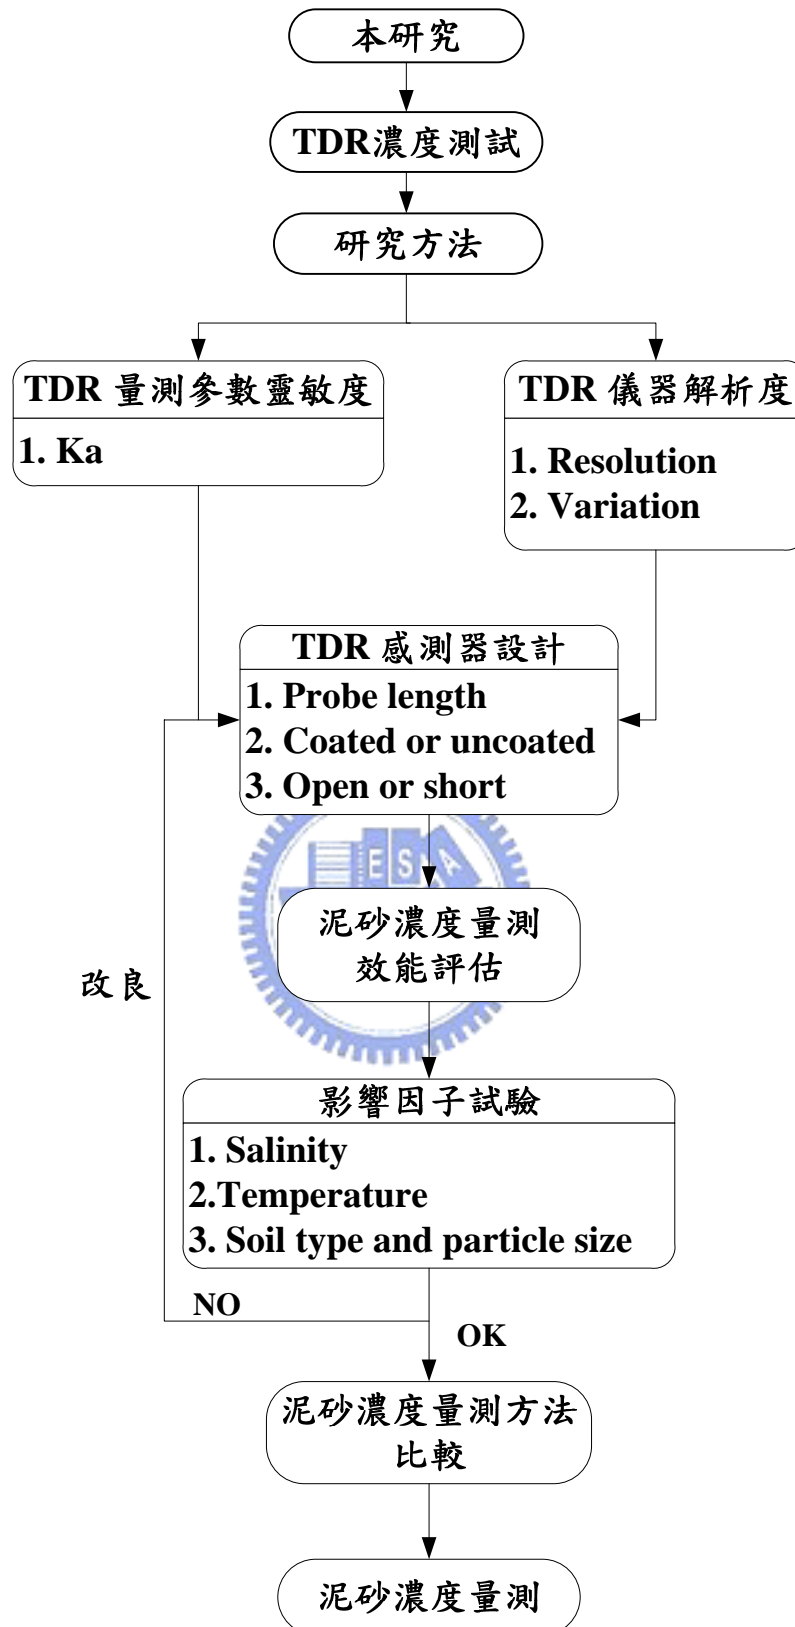 本研究
TDR濃度測試
研究方法
TDR 量測參數靈敏度
1. Ka
TDR 儀器解析度
1. Resolution
2. Variation
TDR 感測器設計
1. Probe length
2. Coated or uncoated
3. Open or short
ESA
泥砂濃度量測
效能評估
改良
影響因子試驗
1. Salinity
2.Temperature
3. Soil type and particle size
NO
OK
泥砂濃度量測方法
比較
泥砂濃度量測